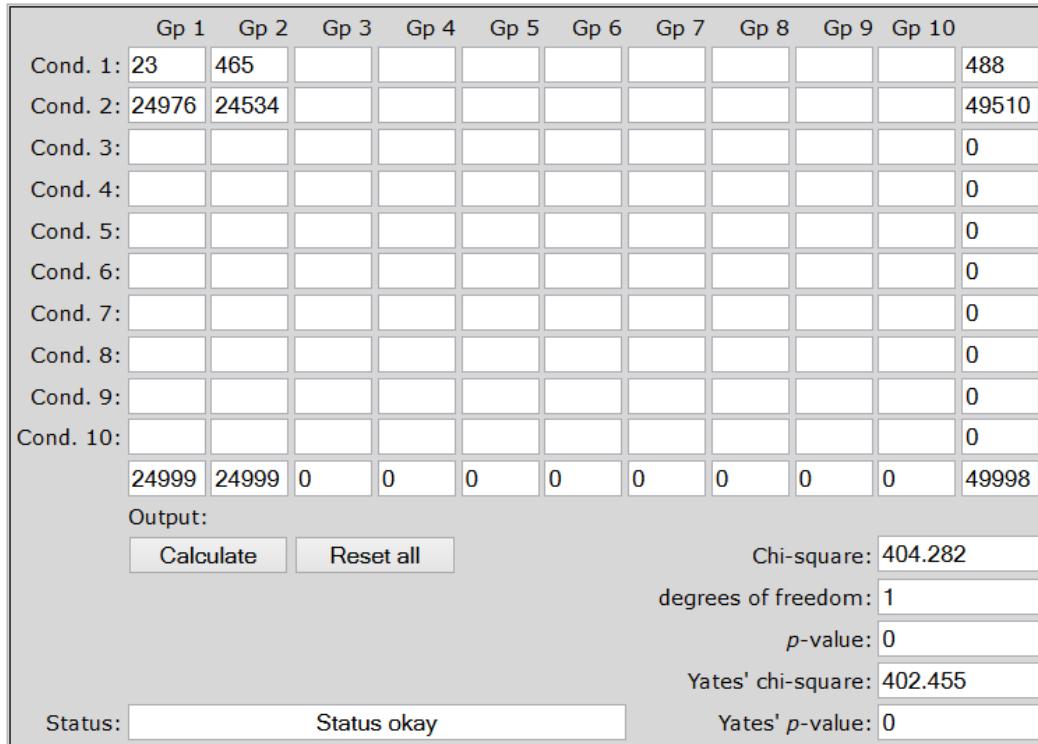 Gp 1 Gp 2 Gp 3 Gp 4 Gp 5 Gp 6 Gp 7 Gp 8 Gp 9 Gp 10
Cond. 1: 23 465 488
Cond. 2: 24976 24534 49510
Cond. 3: 0
Cond. 4: 0
Cond. 5: 0
Cond. 6: 0
Cond. 7: 0
Cond. 8: 0
Cond. 9: 0
Cond. 10: 0
24999 24999 0 0 0 0 0 0 0 0 49998
Output:
Calculate Reset all Chi-square: 404.282
degrees of freedom: 1
p-value: 0
Yates' chi-square: 402.455
Status: Status okay Yates' p-value: 0